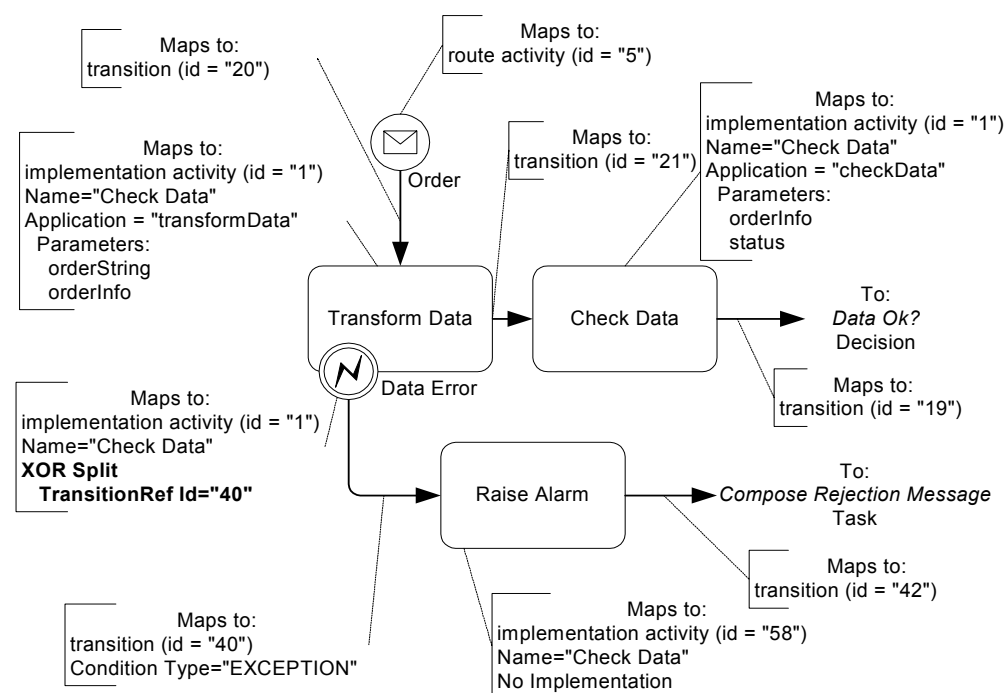 Maps to:
transition (id = "20")
Maps to:
route activity (id = "5")
Maps to:
implementation activity (id = "1")
Name="Check Data"
Application = "transformData"
Parameters:
orderString
orderInfo
Order
Maps to:
transition (id = "21")
Maps to:
implementation activity (id = "1")
Name="Check Data"
Application = "checkData"
Parameters:
orderInfo
status
Transform Data
Check Data
To:
Data Ok?
Decision
Data Error
Maps to:
transition (id = "19")
Maps to:
implementation activity (id = "1")
Name="Check Data"
XOR Split
TransitionRef Id="40"
Raise Alarm
To:
Compose Rejection Message
Task
Maps to:
transition (id = "42")
Maps to:
transition (id = "40")
Condition Type="EXCEPTION"
Maps to:
implementation activity (id = "58")
Name="Check Data"
No Implementation